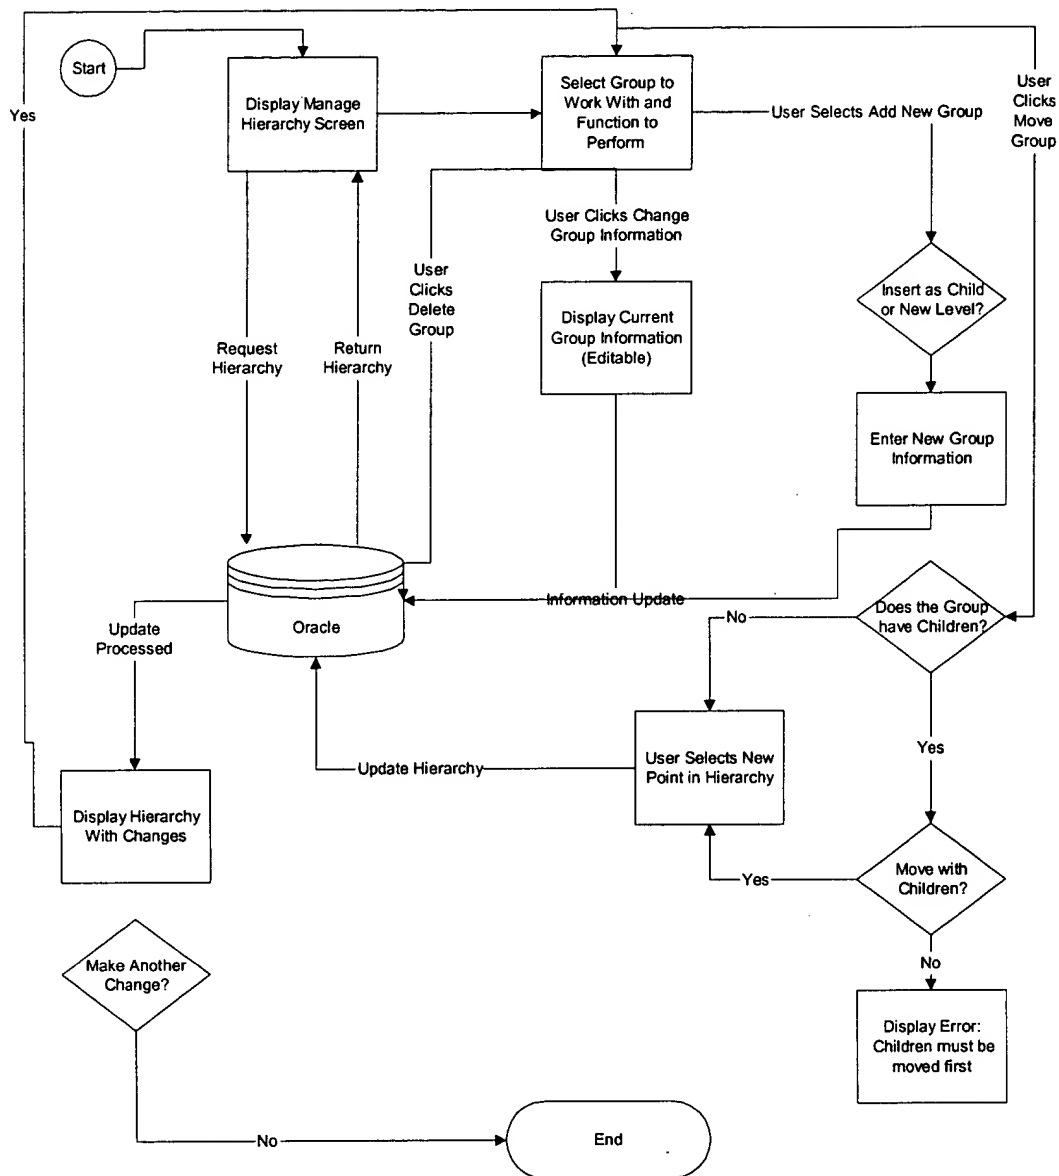 Start
Yes
Display Manage
Hierarchy Screen
Select Group to
Work With and
Function to
Perform
User Selects Add New Group
User
Clicks
Move
Group
User Clicks Change
Group Information
User
Clicks
Delete
Group
Insert as Child
or New Level?
Display Current
Group Information
(Editable)
Request
Hierarchy
Return
Hierarchy
Enter New Group
Information
Oracle
Information Update
Does the Group
have Children?
No
Update
Processed
Yes
User Selects New
Point in Hierarchy
Update Hierarchy
Display Hierarchy
With Changes
Move with
Children?
Yes
No
Make Another
Change?
Display Error:
Children must be
moved first
No
End